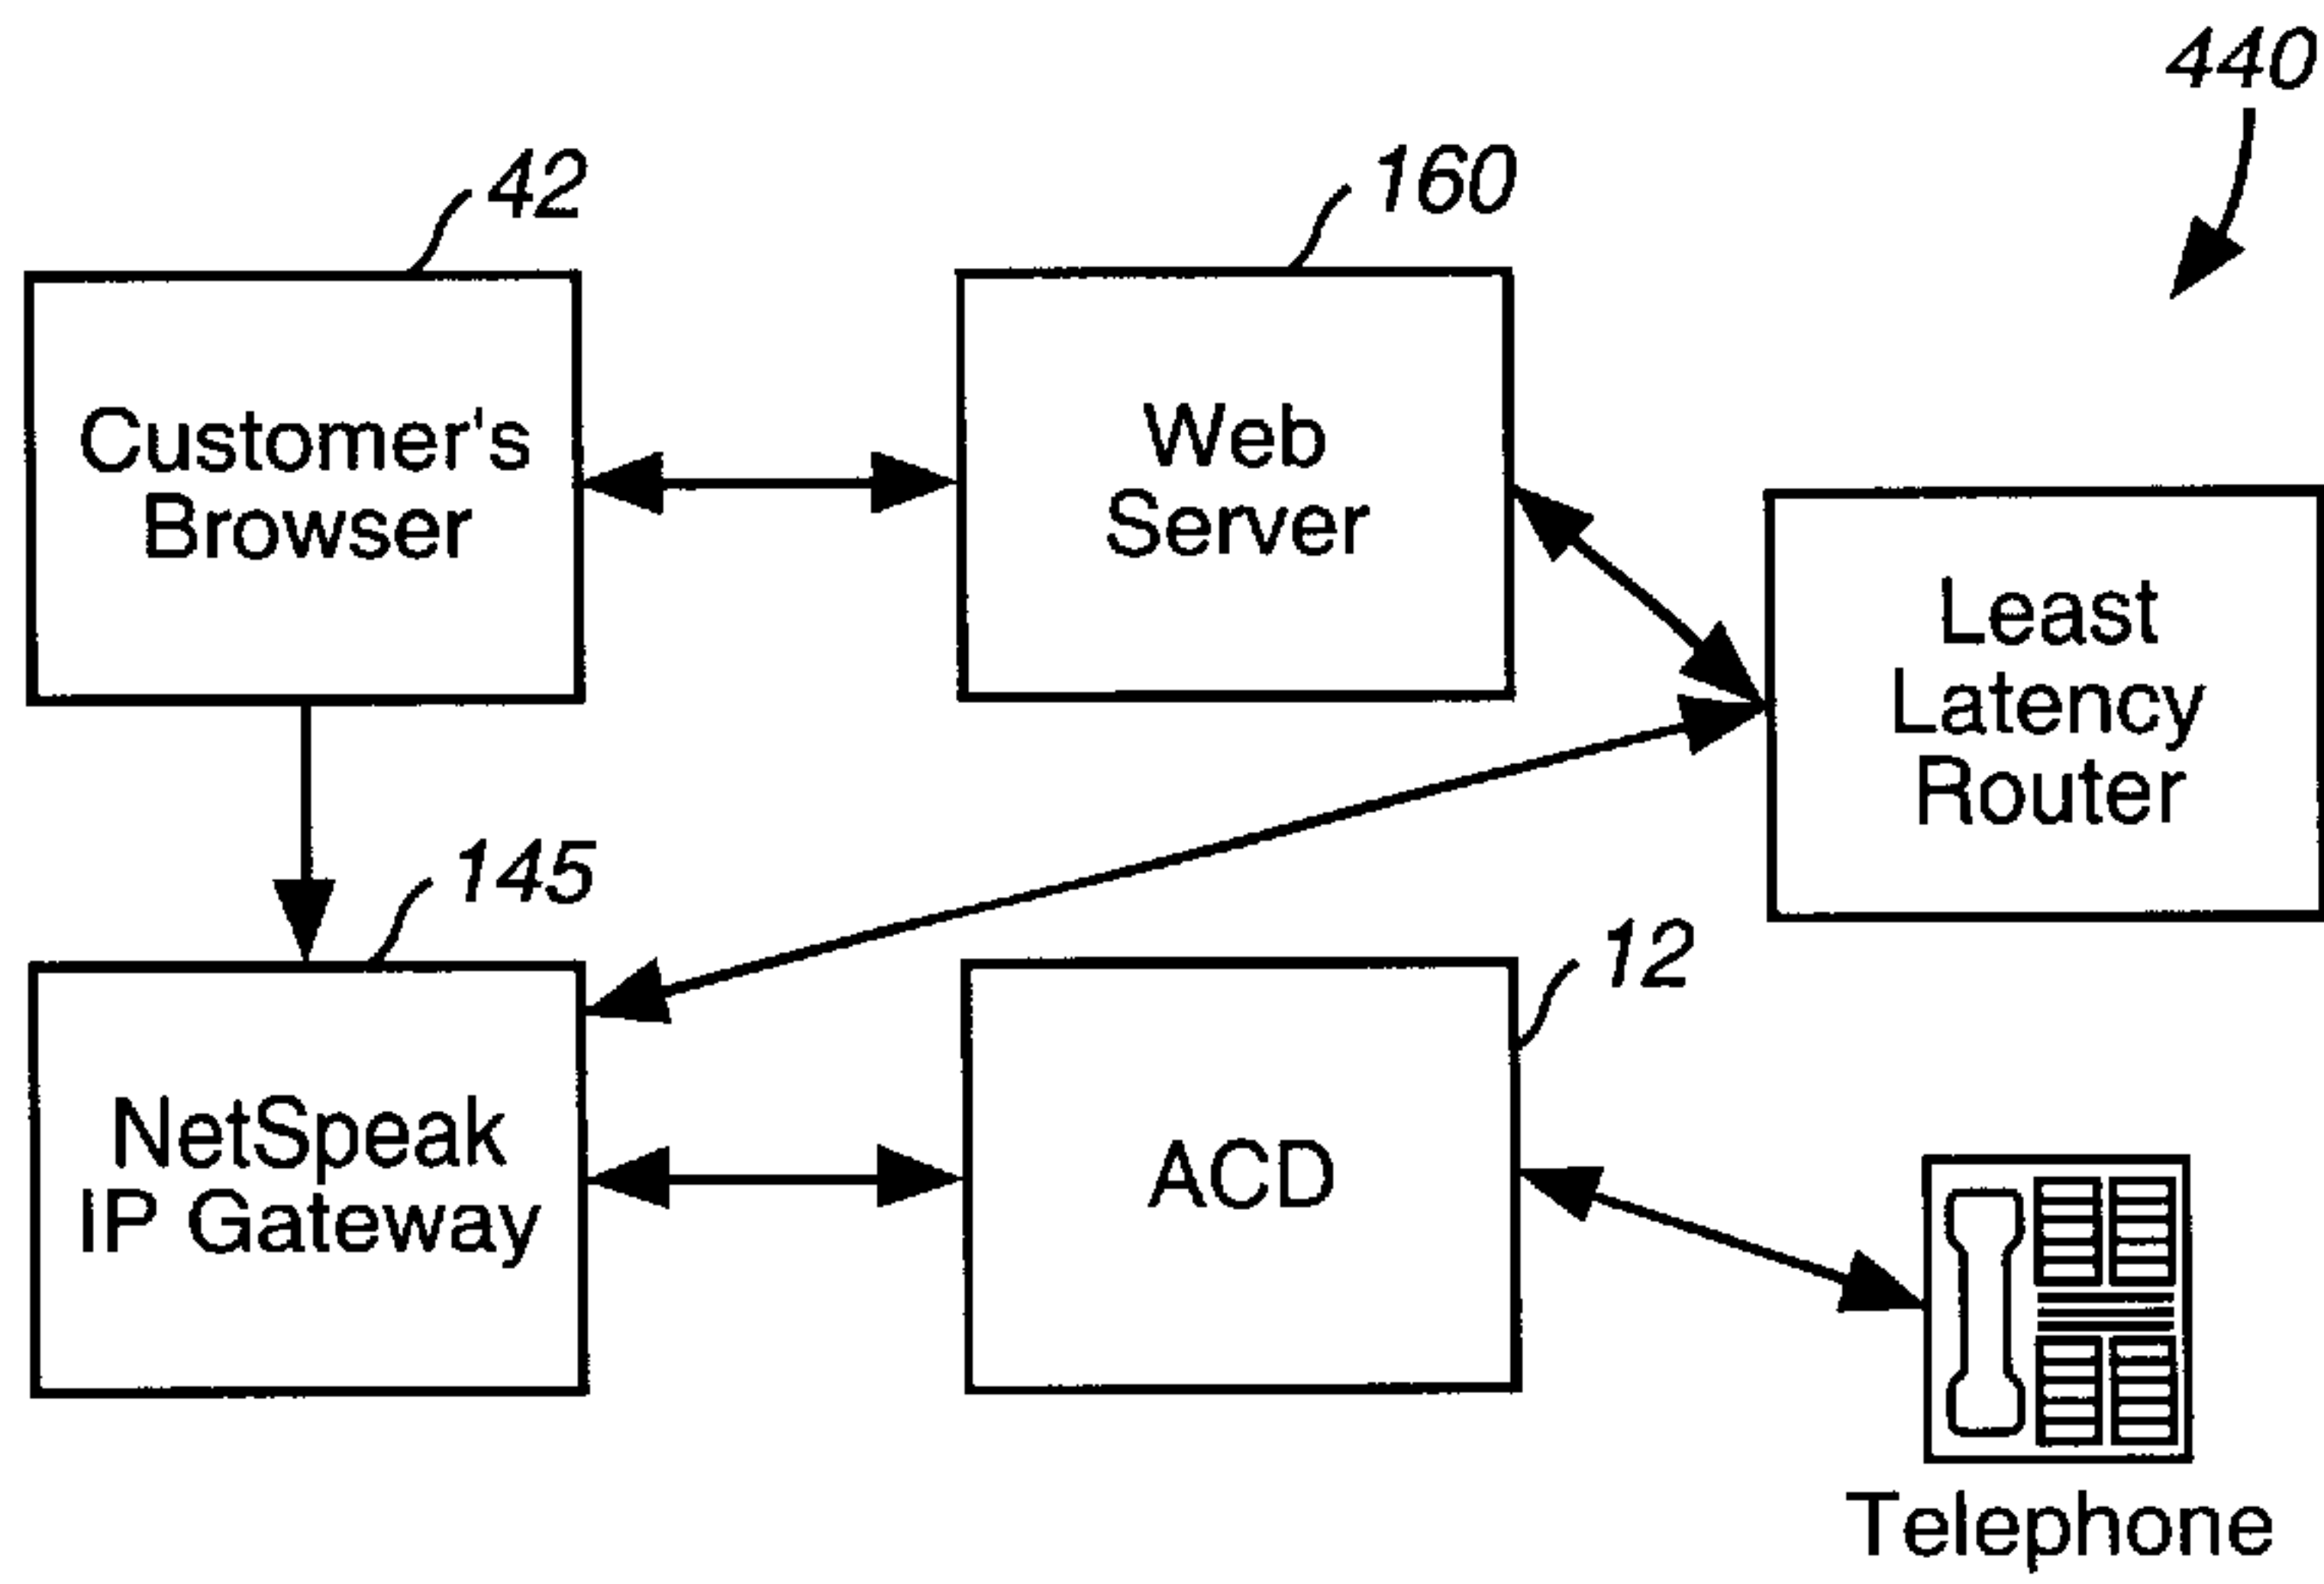 440
42
160
Customer's
Browser
Web
Server
Least
Latency
Router
145
12
NetSpeak
IP Gateway
ACD
Telephone